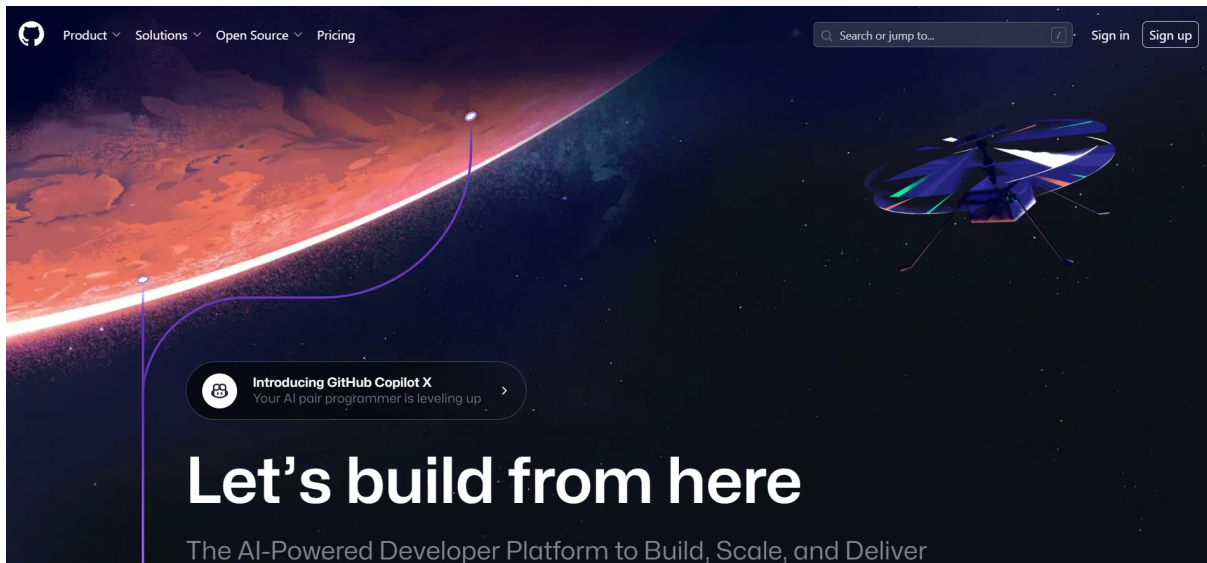 Product
Solutions
Open Source
Pricing
Search or jump to...
/
Sign in
Sign up
Introducing GitHub Copilot X
Your AI pair programmer is leveling up
Let’s build from here
The AI-Powered Developer Platform to Build, Scale, and Deliver